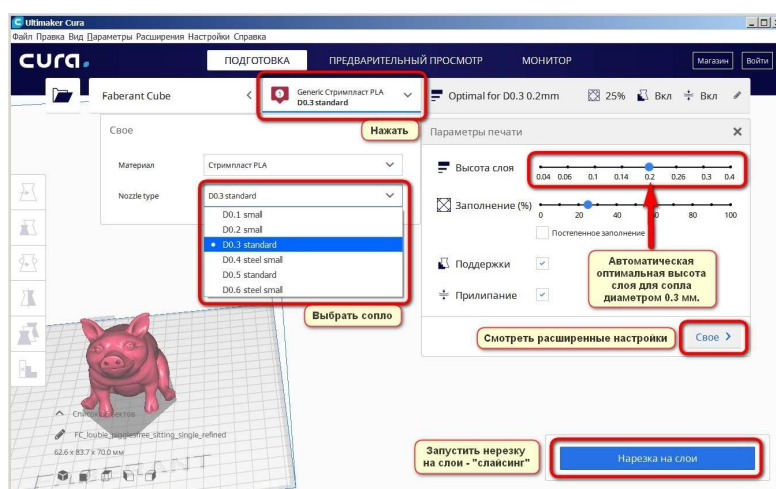 Ultimaker Cura
Файл Правка Вид Параметры Расширения Настройки Справка
cura.
ПОДГОТОВКА
ПРЕДВАРИТЕЛЬНЫЙ ПРОСМОТР
МОНИТОР
Магазин
Войти
Faberant Cube
1
Generic Стримпласт PLA
D0.3 standard
Optimal for D0.3 0.2mm
25%
Вкл
Вкл
Нажать
Свое
Материал
Стримпласт PLA
Nozzle type
D0.3 standard
D0.1 small
D0.2 small
D0.3 standard
D0.4 steel small
D0.5 standard
D0.6 steel small
Выбрать сопло
Параметры печати
Высота слоя
0.04 0.06 0.1 0.14 0.2 0.26 0.3 0.4
Заполнение (%)
0 20 40 60 80 100
Постепенное заполнение
Поддержки
Прилипание
Автоматическая
оптимальная высота
слоя для сопла
диаметром 0.3 мм.
Смотреть расширенные настройки
Свое
62.6 x 83.7 x 70.0 мм
Запустить нерезку
на слои - "слайсинг"
Нарезка на слои